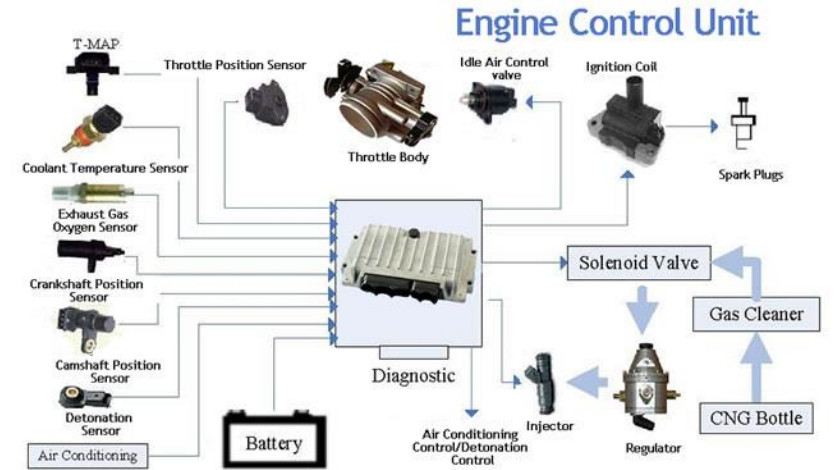 Engine Control Unit
T-MAP
Throttle Position Sensor
Idle Air Control
valve
Ignition Coil
Throttle Body
Spark Plugs
Coolant Temperature Sensor
Exhaust Gas
Oxygen Sensor
Crankshaft Position
Sensor
Camshaft Position
Sensor
Detonation
Sensor
Air Conditioning
Battery
Diagnostic
Air Conditioning
Control/Detonation
Control
Injector
Regulator
Solenoid Valve
Gas Cleaner
CNG Bottle